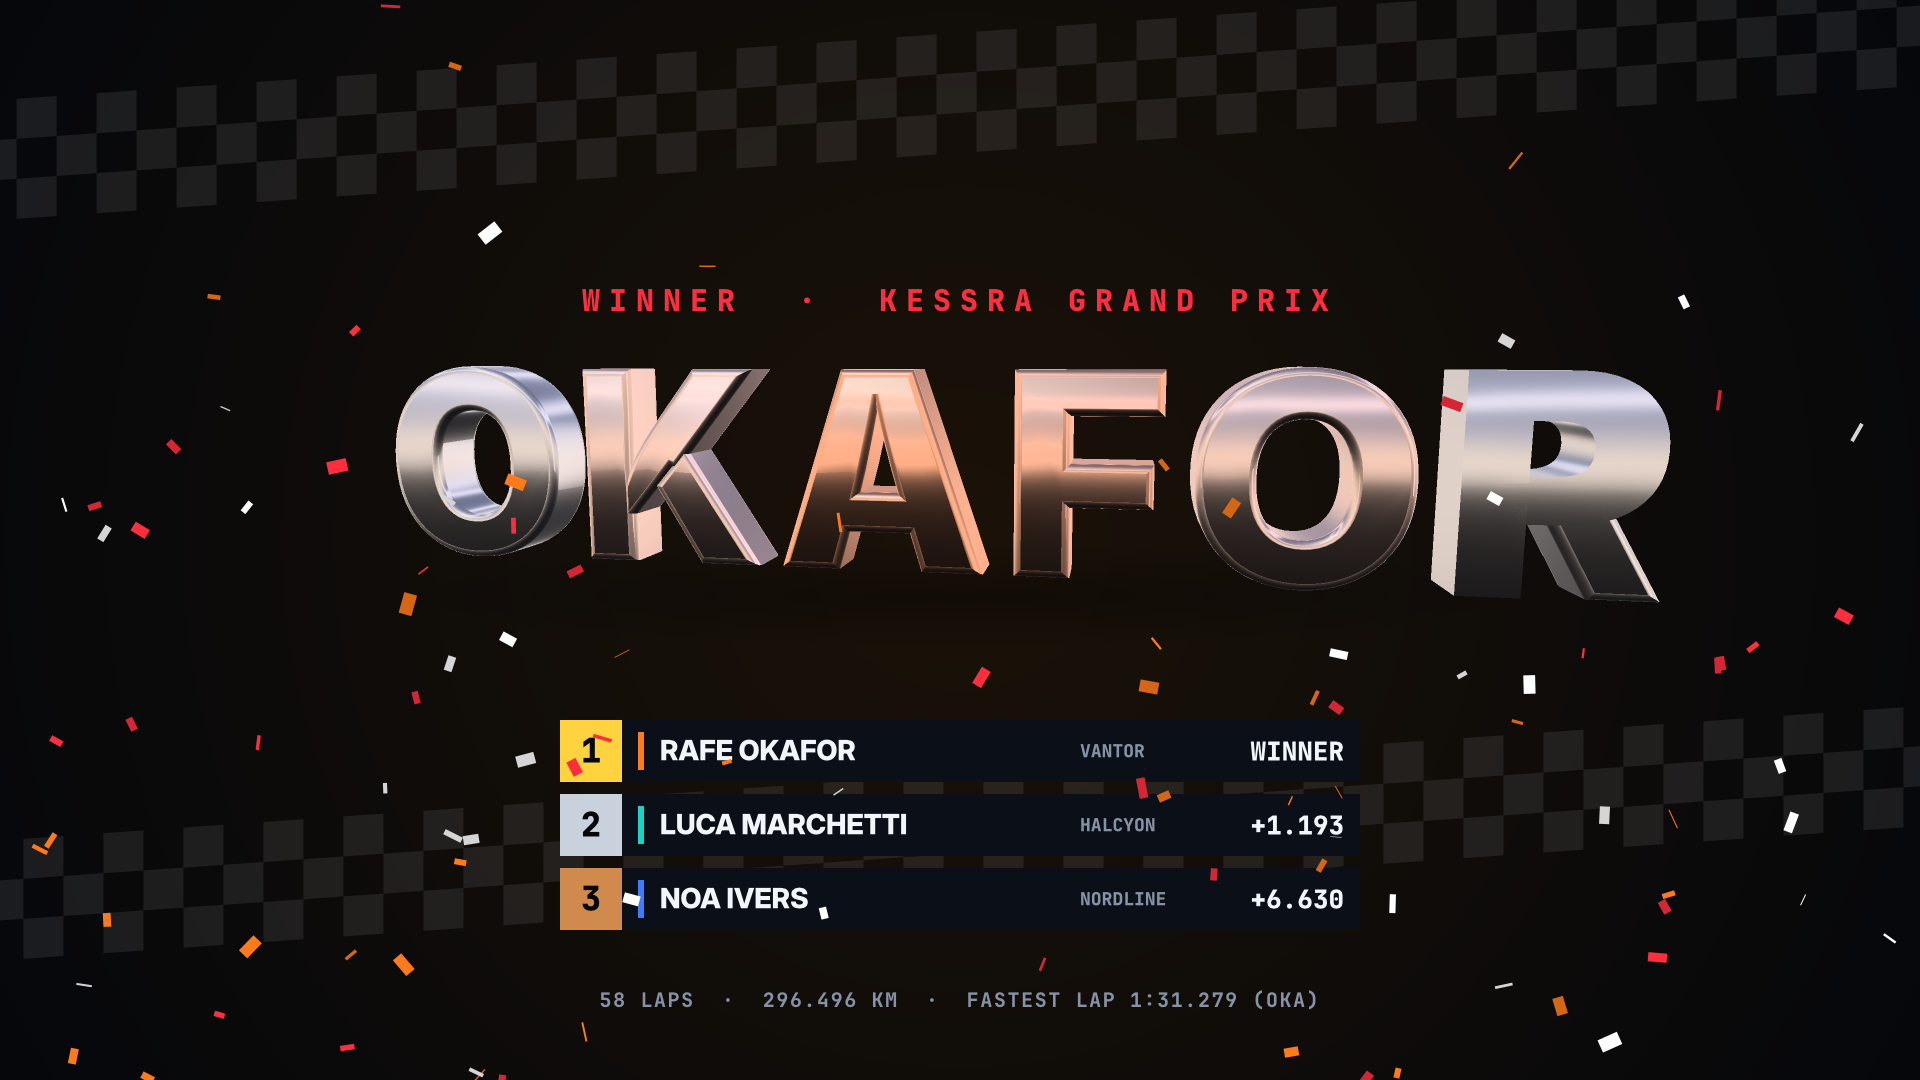 WINNER · KESSRA GRAND PRIX
OKAFOR
1 RAFE OKAFOR VANTOR WINNER
2 LUCA MARCHETTI HALCYON +1.193
3 NOA IVERS NORDLINE +6.630
58 LAPS · 296.496 KM · FASTEST LAP 1:31.279 (OKA)